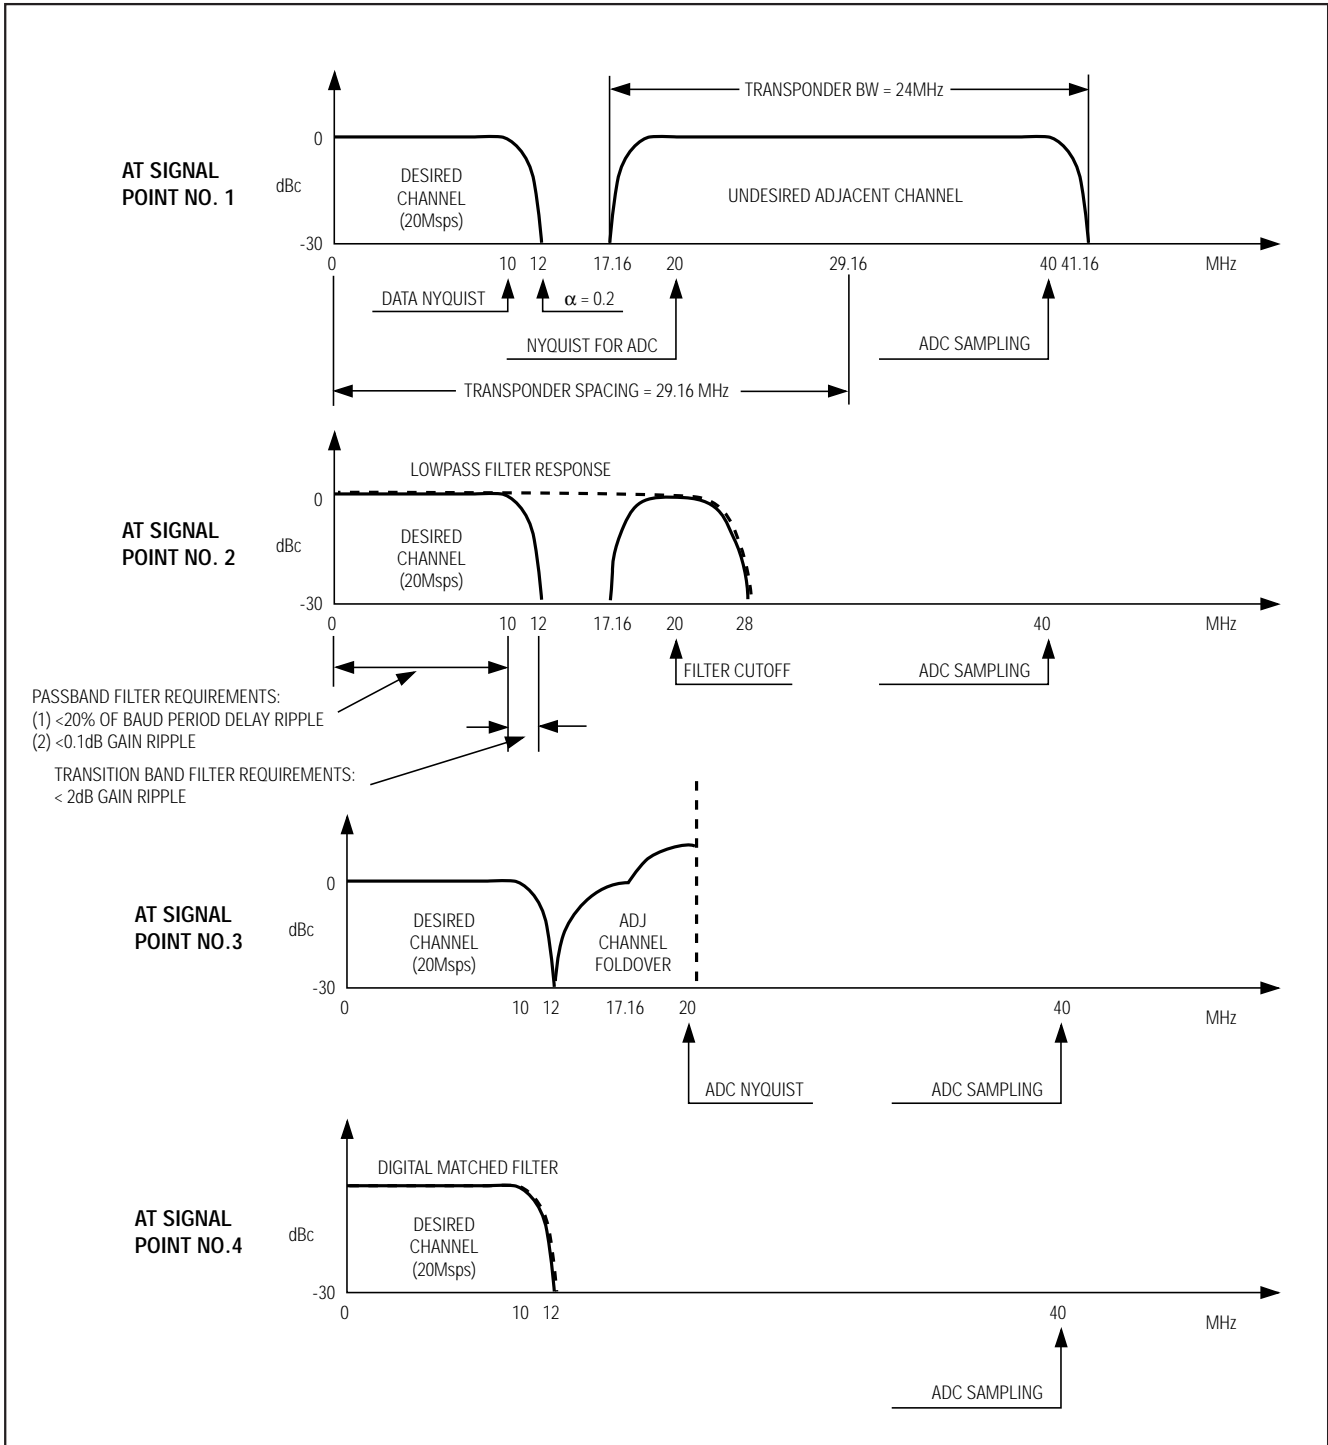 TRANSPONDER BW = 24MHz
0
AT SIGNAL
POINT NO. 1
dBc
DESIRED
CHANNEL
(20Msps)
UNDESIRED ADJACENT CHANNEL
-30
0 10 12 17.16 20 29.16 40 41.16 MHz
DATA NYQUIST
α = 0.2
NYQUIST FOR ADC
ADC SAMPLING
TRANSPONDER SPACING = 29.16 MHz
LOWPASS FILTER RESPONSE
0
AT SIGNAL
POINT NO. 2
dBc
DESIRED
CHANNEL
(20Msps)
-30
0 10 12 17.16 20 28 40 MHz
FILTER CUTOFF
ADC SAMPLING
PASSBAND FILTER REQUIREMENTS:
(1) <20% OF BAUD PERIOD DELAY RIPPLE
(2) <0.1dB GAIN RIPPLE
TRANSITION BAND FILTER REQUIREMENTS:
< 2dB GAIN RIPPLE
0
AT SIGNAL
POINT NO.3
dBc
DESIRED
CHANNEL
(20Msps)
ADJ
CHANNEL
FOLDOVER
-30
0 10 12 17.16 20 40 MHz
ADC NYQUIST
ADC SAMPLING
DIGITAL MATCHED FILTER
AT SIGNAL
POINT NO.4
dBc
DESIRED
CHANNEL
(20Msps)
-30
0 10 12 40 MHz
ADC SAMPLING